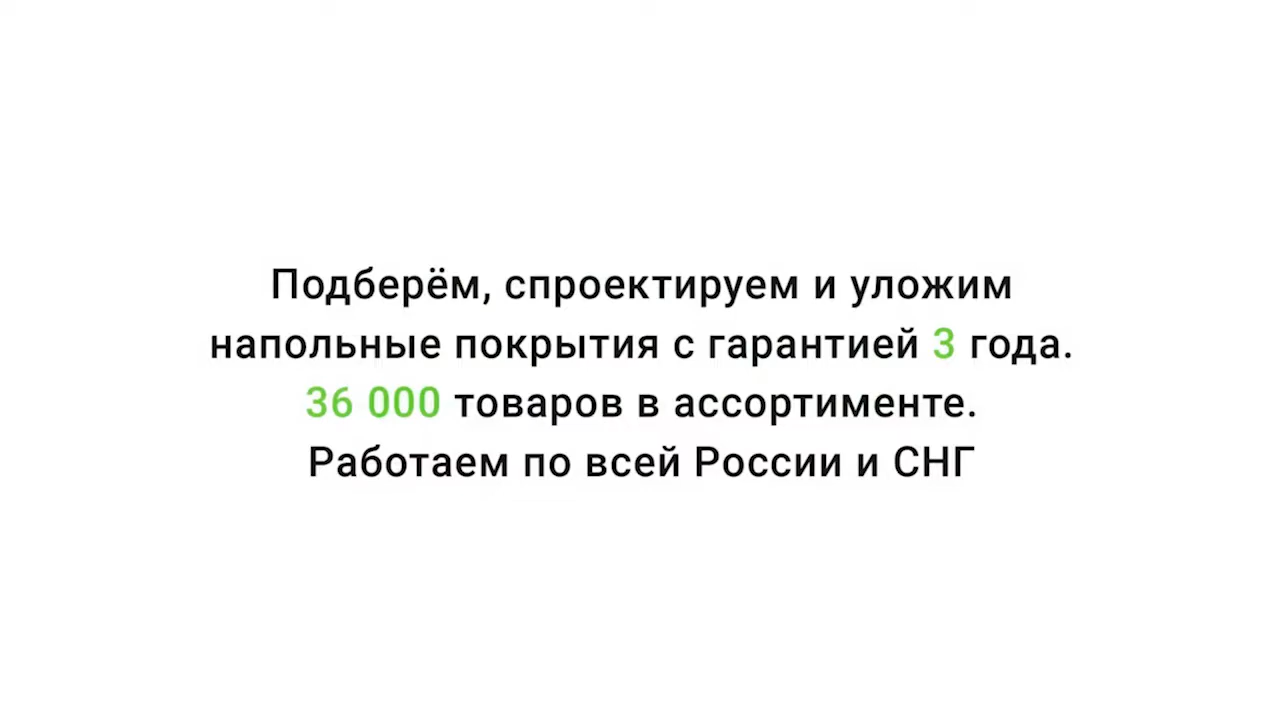 Подберём, спроектируем и уложим
напольные покрытия с гарантией 3 года.
36 000 товаров в ассортименте.
Работаем по всей России и СНГ